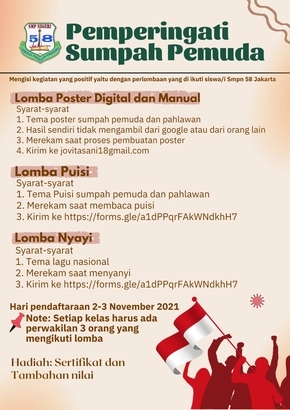 SMP NEGERI
58
Pemperingati
Sumpah Pemuda
Mengisi kegiatan yang positif yaitu dengan perlombaan yang di ikuti siswa/i Smpn 58 Jakarta
Lomba Poster Digital dan Manual
Syarat-syarat
1. Tema poster sumpah pemuda dan pahlawan
2. Hasil sendiri tidak mengambil dari google atau dari orang lain
3. Merekam saat proses pembuatan poster
4. Kirim ke jovitasani18gmail.com
Lomba Puisi
Syarat-syarat
1. Tema Puisi sumpah pemuda dan pahlawan
2. Merekam saat membaca puisi
3. Kirim ke https://forms.gle/a1dPPqrFAkWNdkhH7
Lomba Nyayi
Syarat-syarat
1. Tema lagu nasional
2. Merekam saat menyanyi
3. Kirim ke https://forms.gle/a1dPPqrFAkWNdkhH7
Hari pendaftaraan 2-3 November 2021
Note: Setiap kelas harus ada
perwakilan 3 orang yang
mengikuti lomba
Hadiah: Sertifikat dan
Tambahan nilai